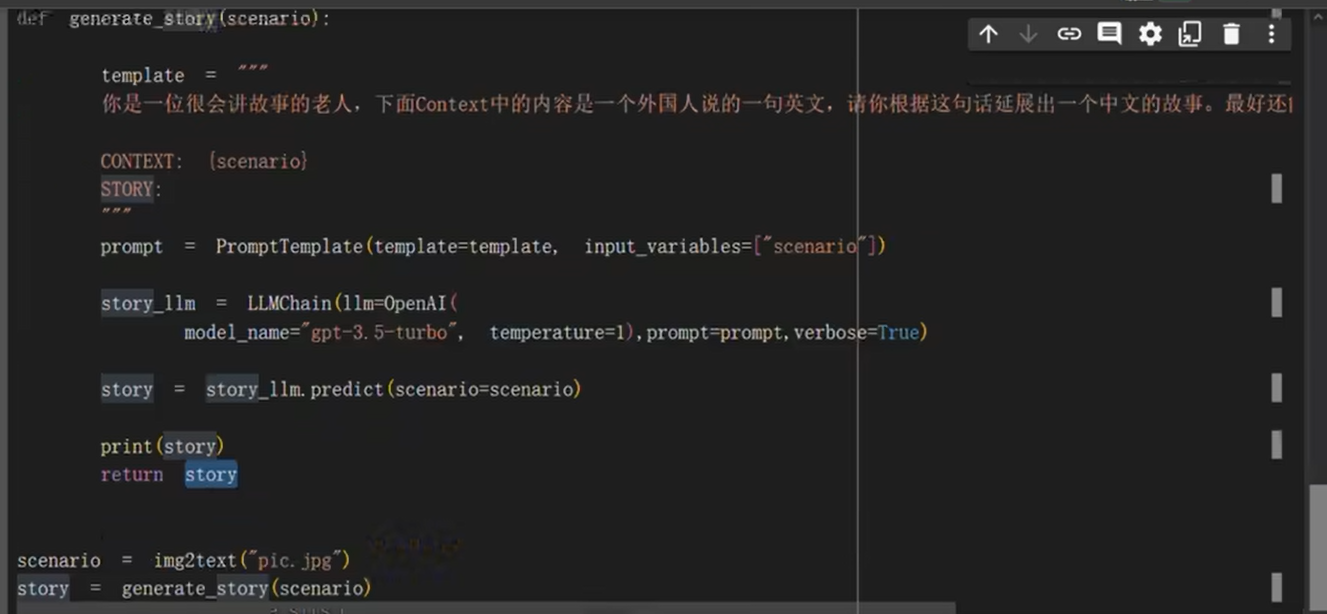 def generate_story(scenario):
template = """
你是一位很会讲故事的老人，下面Context中的内容是一个外国人说的一句英文，请你根据这句话延展出一个中文的故事。最好还
CONTEXT: {scenario}
STORY:
"""
prompt = PromptTemplate(template=template, input_variables=["scenario"])
story_llm = LLMChain(llm=OpenAI(
model_name="gpt-3.5-turbo", temperature=1),prompt=prompt,verbose=True)
story = story_llm.predict(scenario=scenario)
print(story)
return story
scenario = img2text("pic.jpg")
story = generate_story(scenario)